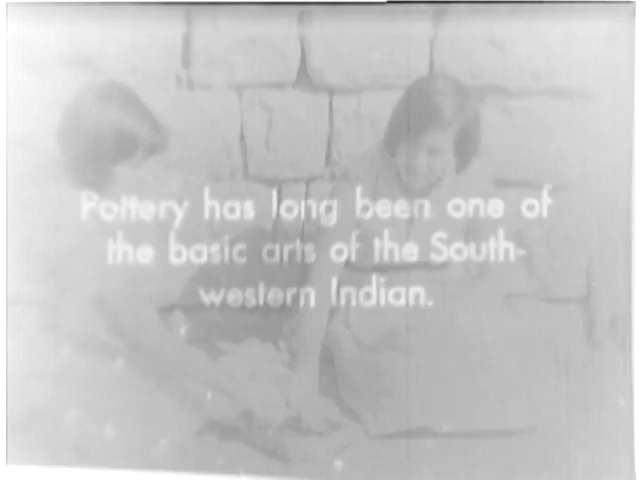 Pottery has long been one of
the basic arts of the South-
western Indian.